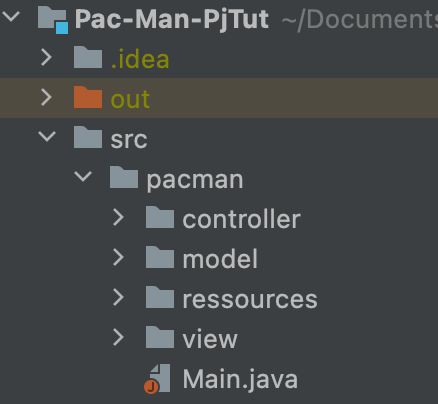 Pac-Man-PjTut ~/Documents
.idea
out
src
pacman
controller
model
ressources
view
Main.java